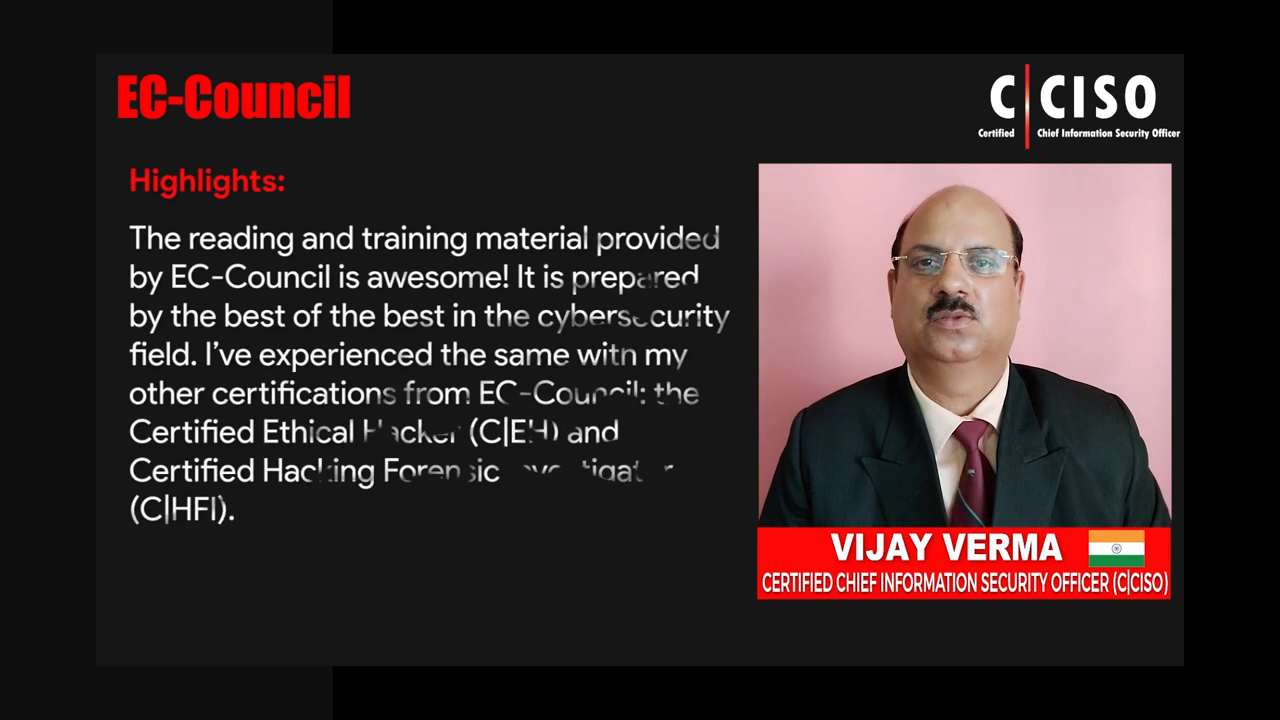 EC-Council
C|CISO
Certified Chief Information Security Officer
Highlights:
The reading and training material provided
by EC-Council is awesome! It is prepared
by the best of the best in the cybersecurity
field. I've experienced the same with my
other certifications from EC-Council: the
Certified Ethical Hacker (C|EH) and
Certified Hacking Forensic
(C|HFI).
VIJAY VERMA
CERTIFIED CHIEF INFORMATION SECURITY OFFICER (C|CISO)